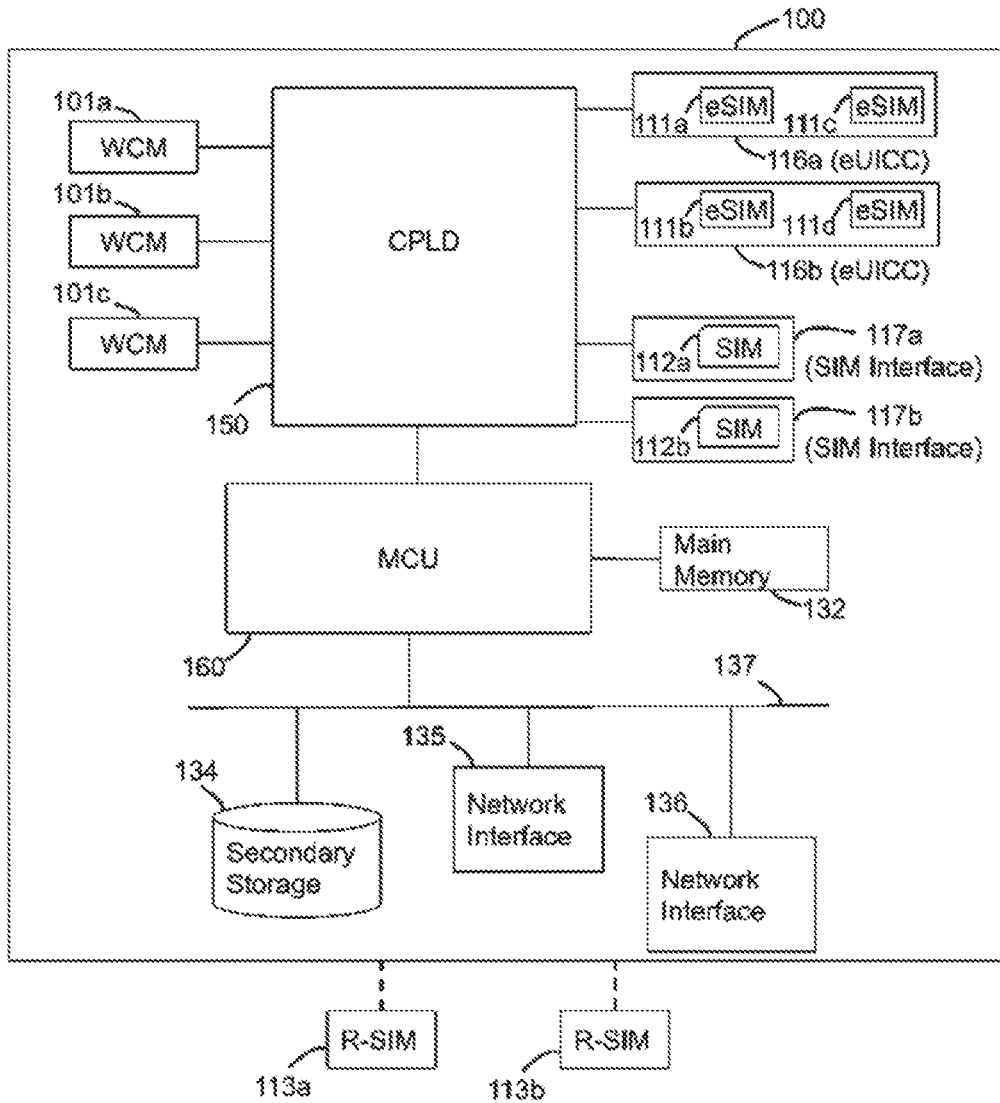 100
101a
WCM
101b
WCM
101c
WCM
CPLD
150
111a
eSIM
111c
eSIM
116a (eUICC)
111b
eSIM
111d
eSIM
116b (eUICC)
112a
SIM
117a
(SIM Interface)
112b
SIM
117b
(SIM Interface)
MCU
160
Main
Memory
132
137
134
Secondary
Storage
135
Network
Interface
136
Network
Interface
R-SIM
113a
R-SIM
113b